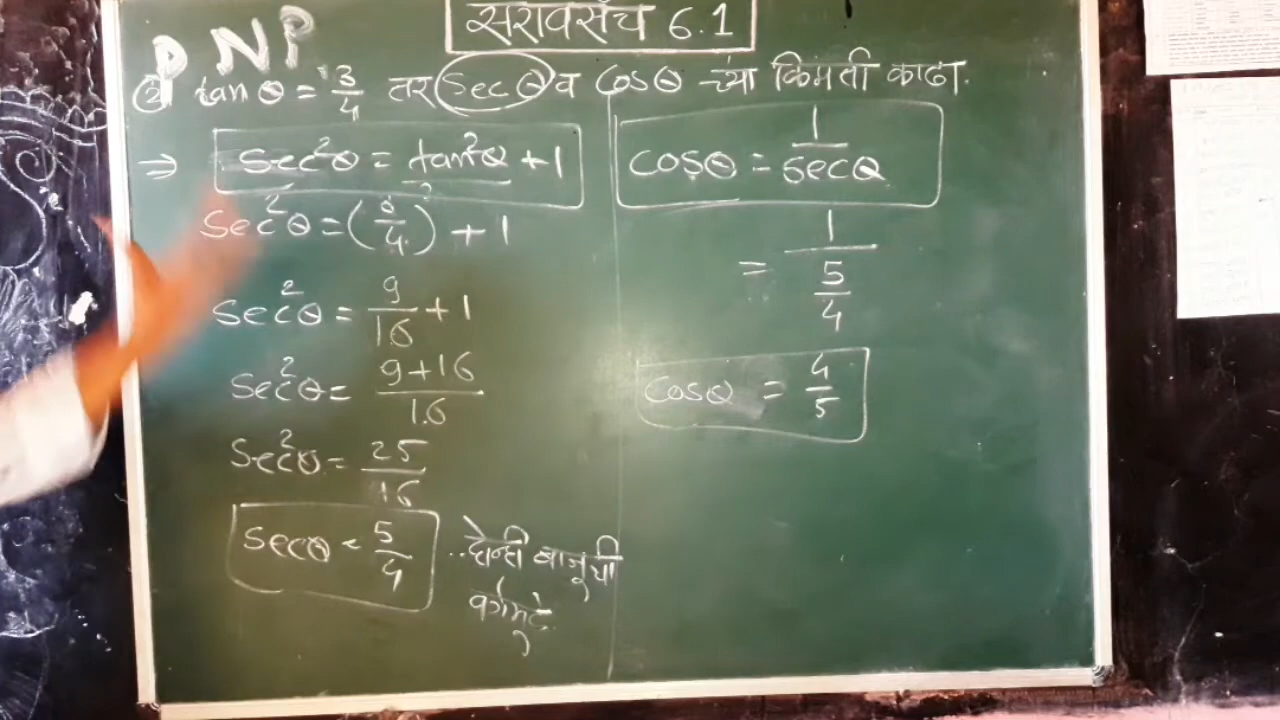 सरावसंच 6.1
DNP
② tan θ = 3/4 तर Secθ व Cosθ च्या किमती काढा.
→ Sec²θ = tan²θ + 1
Sec²θ = (3/4)² + 1
Sec²θ = 9/16 + 1
Sec²θ = 9+16/16
Sec²θ = 25/16
Secθ = 5/4 ..दोन्ही बाजूची
वर्गमुळे.
COSθ = 1/Secθ
= 1/(5/4)
COSθ = 4/5